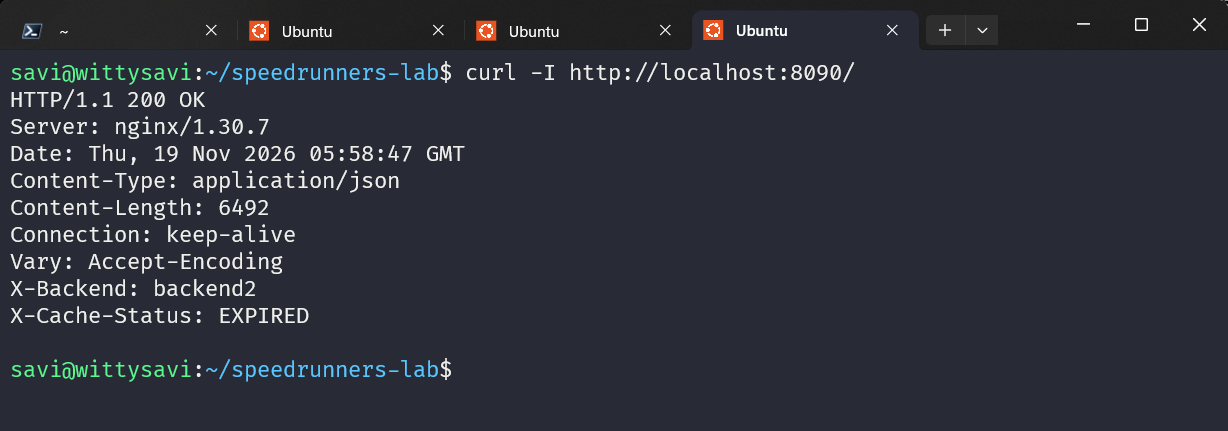 ~
Ubuntu
Ubuntu
Ubuntu
savi@wittysavi:~/speedrunners-lab$ curl -I http://localhost:8090/
HTTP/1.1 200 OK
Server: nginx/1.30.7
Date: Thu, 19 Nov 2026 05:58:47 GMT
Content-Type: application/json
Content-Length: 6492
Connection: keep-alive
Vary: Accept-Encoding
X-Backend: backend2
X-Cache-Status: EXPIRED
savi@wittysavi:~/speedrunners-lab$